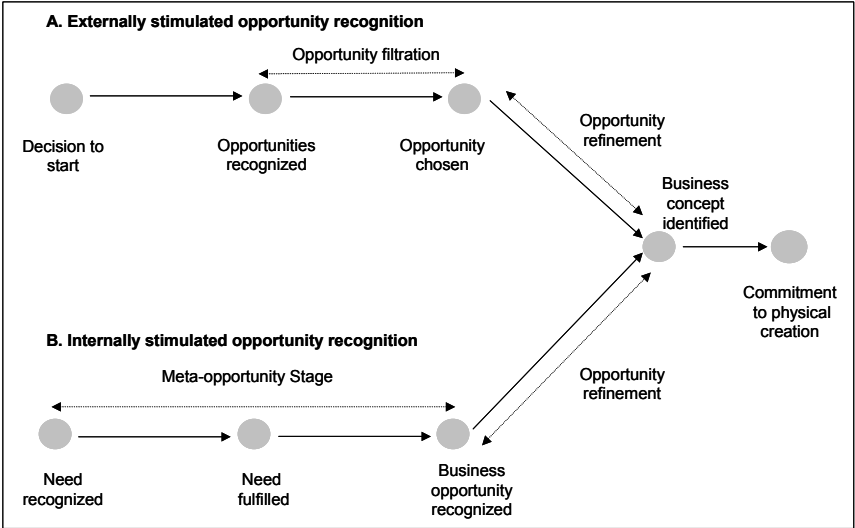 A. Externally stimulated opportunity recognition
Opportunity filtration
Decision to
start
Opportunities
recognized
Opportunity
chosen
Opportunity
refinement
Business
concept
identified
Commitment
to physical
creation
B. Internally stimulated opportunity recognition
Meta-opportunity Stage
Opportunity
refinement
Need
recognized
Need
fulfilled
Business
opportunity
recognized